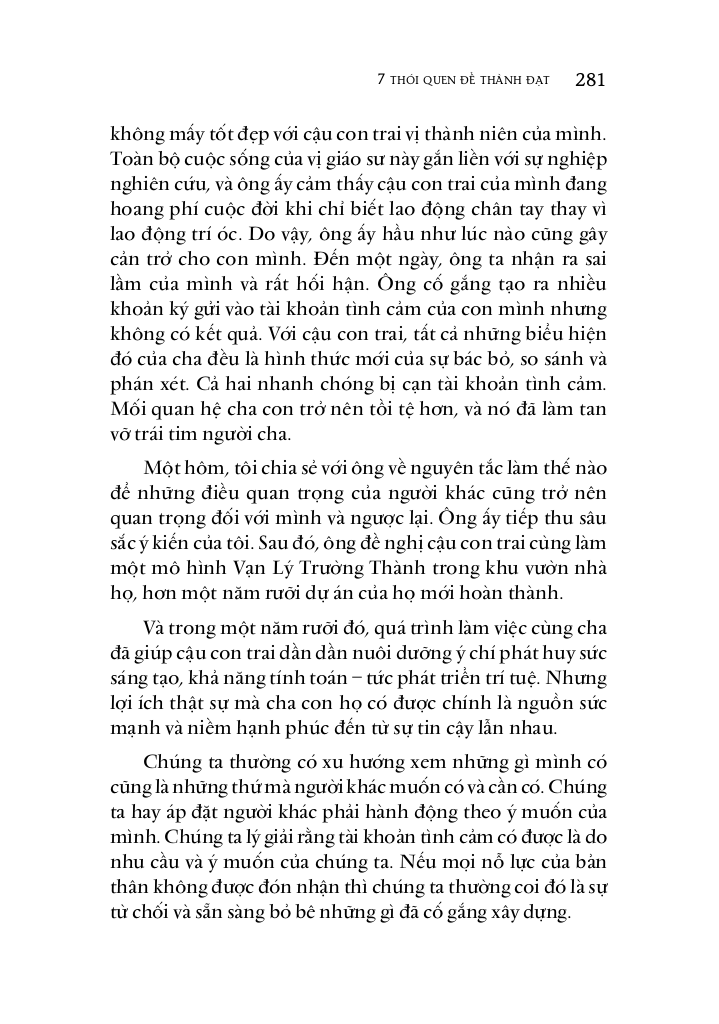 7 THÓI QUEN ĐỂ THÀNH ĐẠT 281
không mấy tốt đẹp với cậu con trai vị thành niên của mình.
Toàn bộ cuộc sống của vị giáo sư này gắn liền với sự nghiệp
nghiên cứu, và ông ấy cảm thấy cậu con trai của mình đang
hoang phí cuộc đời khi chỉ biết lao động chân tay thay vì
lao động trí óc. Do vậy, ông ấy hầu như lúc nào cũng gây
cản trở cho con mình. Đến một ngày, ông ta nhận ra sai
lầm của mình và rất hối hận. Ông cố gắng tạo ra nhiều
khoản ký gửi vào tài khoản tình cảm của con mình nhưng
không có kết quả. Với cậu con trai, tất cả những biểu hiện
đó của cha đều là hình thức mới của sự bác bỏ, so sánh và
phán xét. Cả hai nhanh chóng bị cạn tài khoản tình cảm.
Mối quan hệ cha con trở nên tồi tệ hơn, và nó đã làm tan
vỡ trái tim người cha.
Một hôm, tôi chia sẻ với ông về nguyên tắc làm thế nào
để những điều quan trọng của người khác cũng trở nên
quan trọng đối với mình và ngược lại. Ông ấy tiếp thu sâu
sắc ý kiến của tôi. Sau đó, ông đề nghị cậu con trai cùng làm
một mô hình Vạn Lý Trường Thành trong khu vườn nhà
họ, hơn một năm rưỡi dự án của họ mới hoàn thành.
Và trong một năm rưỡi đó, quá trình làm việc cùng cha
đã giúp cậu con trai dần dần nuôi dưỡng ý chí phát huy sức
sáng tạo, khả năng tính toán – tức phát triển trí tuệ. Nhưng
lợi ích thật sự mà cha con họ có được chính là nguồn sức
mạnh và niềm hạnh phúc đến từ sự tin cậy lẫn nhau.
Chúng ta thường có xu hướng xem những gì mình có
cũng là những thứ mà người khác muốn có và cần có. Chúng
ta hay áp đặt người khác phải hành động theo ý muốn của
mình. Chúng ta lý giải rằng tài khoản tình cảm có được là do
nhu cầu và ý muốn của chúng ta. Nếu mọi nỗ lực của bản
thân không được đón nhận thì chúng ta thường coi đó là sự
từ chối và sẵn sàng bỏ bê những gì đã cố gắng xây dựng.